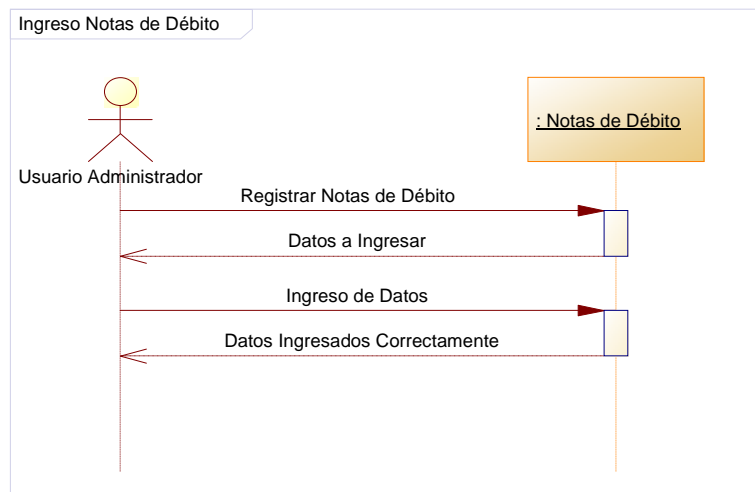 Ingreso Notas de Débito
: Notas de Débito
Usuario Administrador
Registrar Notas de Débito
Datos a Ingresar
Ingreso de Datos
Datos Ingresados Correctamente